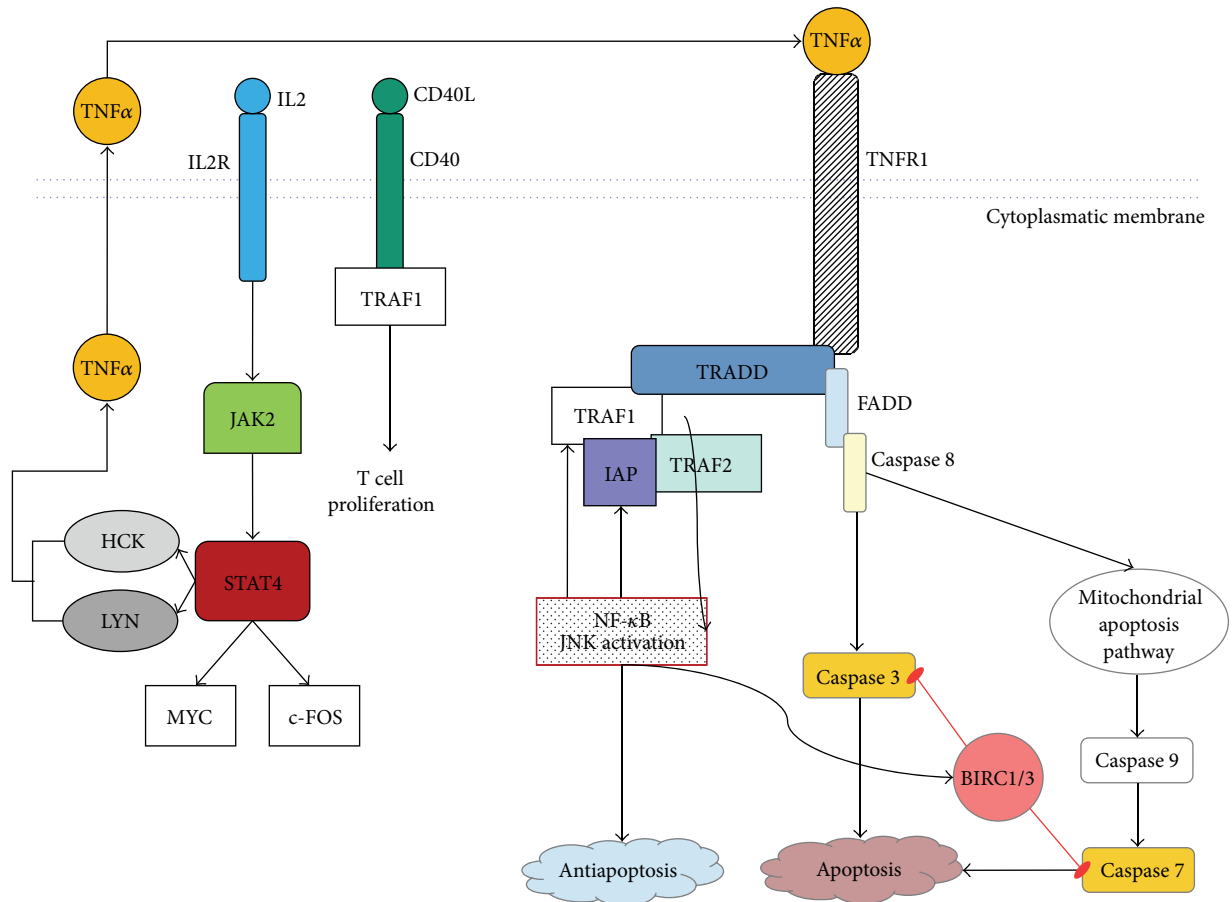 TNFα
TNFα
IL2
CD40L
IL2R
CD40
TNFR1
Cytoplasmatic membrane
TRAF1
TNFα
TRADD
JAK2
TRAF1
FADD
IAP
TRAF2
Caspase 8
T cell
proliferation
HCK
STAT4
LYN
NF-κB
JNK activation
Mitochondrial
apoptosis
pathway
Caspase 3
MYC
c-FOS
BIRC1/3
Caspase 9
Antiapoptosis
Apoptosis
Caspase 7